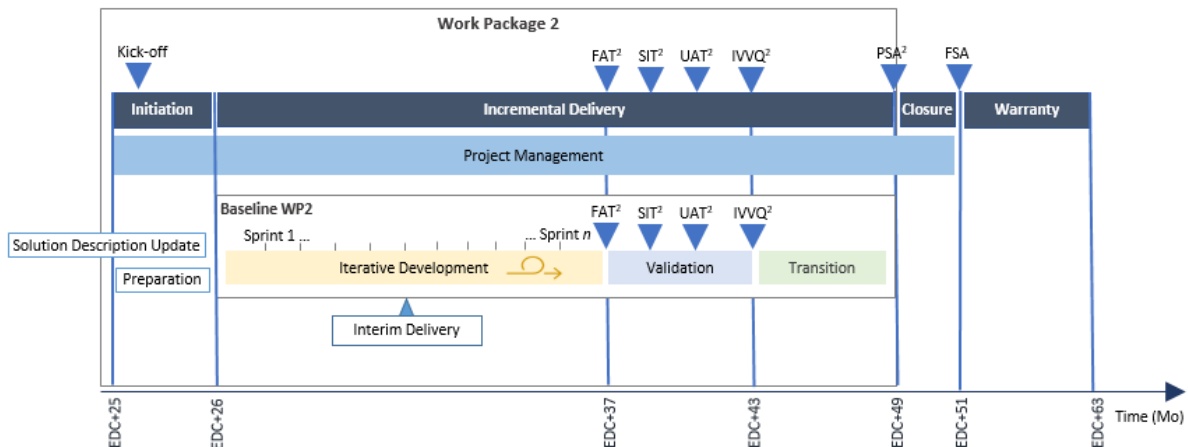 Work Package 2
Kick-off
FAT² SIT² UAT² IVVQ² PSA² FSA
Initiation Incremental Delivery Closure Warranty
Project Management
Baseline WP2
FAT² SIT² UAT² IVVQ²
Sprint 1 ... ... Sprint n
Solution Description Update
Iterative Development Validation Transition
Preparation
Interim Delivery
EDC+25 EDC+26 EDC+37 EDC+43 EDC+49 EDC+51 EDC+63
Time (Mo)